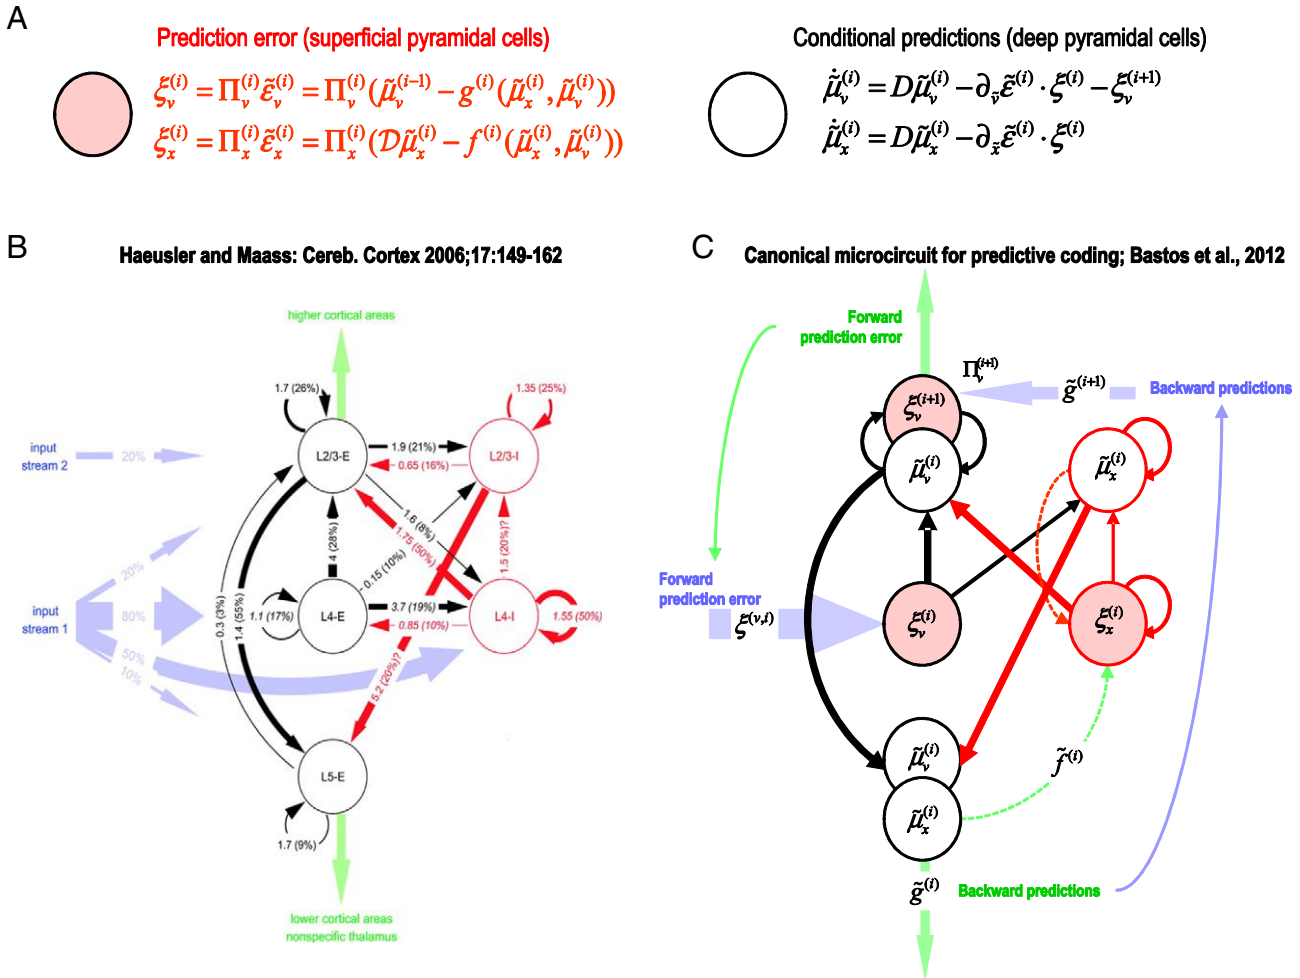 A
Prediction error (superficial pyramidal cells)
ξ_v^(i) = Π_v^(i) ε̃_v^(i) = Π_v^(i) (μ̃_v^(i−1) − g^(i) (μ̃_x^(i), μ̃_v^(i)))
ξ_x^(i) = Π_x^(i) ε̃_x^(i) = Π_x^(i) (𝒟μ̃_x^(i) − f^(i) (μ̃_x^(i), μ̃_v^(i)))
Conditional predictions (deep pyramidal cells)
μ̃̇_v^(i) = Dμ̃_v^(i) − ∂_ṽ ε̃^(i) · ξ^(i) − ξ_v^(i+1)
μ̃̇_x^(i) = Dμ̃_x^(i) − ∂_x̃ ε̃^(i) · ξ^(i)
B
Haeusler and Maass: Cereb. Cortex 2006;17:149-162
higher cortical areas
1.7 (26%)
1.35 (25%)
input
stream 2
20%
L2/3-E
1.9 (21%)
0.65 (16%)
L2/3-I
1.6 (8%)
1.75 (50%)
4 (28%)
0.15 (10%)
1.5 (20%)?
20%
input
stream 1
80%
50%
10%
0.3 (3%)
1.4 (55%)
1.1 (17%)
L4-E
3.7 (19%)
0.85 (10%)
L4-I
1.55 (50%)
5.2 (20%)?
L5-E
1.7 (9%)
lower cortical areas
nonspecific thalamus
C
Canonical microcircuit for predictive coding; Bastos et al., 2012
Forward
prediction error
Π_v^(i+1)
g̃^(i+1)
Backward predictions
ξ_v^(i+1)
μ̃_v^(i)
μ̃_x^(i)
Forward
prediction error
ξ^(v,i)
ξ_v^(i)
ξ_x^(i)
μ̃_v^(i)
f̃^(i)
μ̃_x^(i)
g̃^(i)
Backward predictions